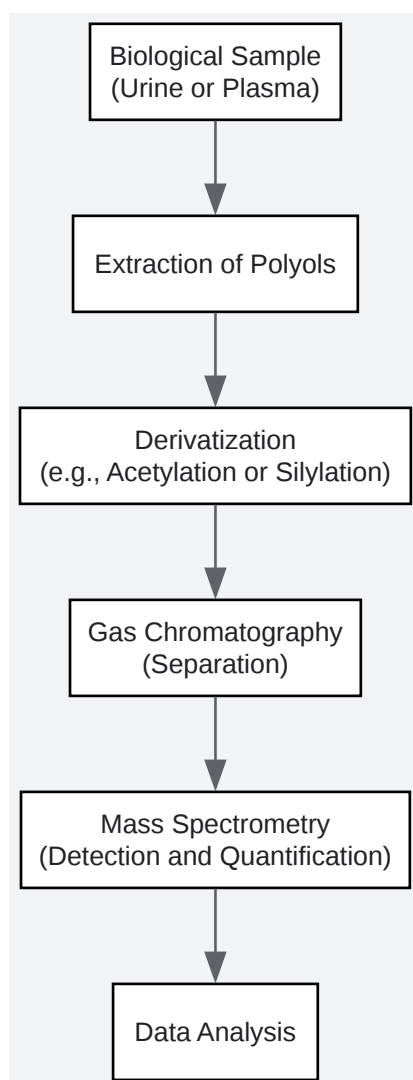 Biological Sample
(Urine or Plasma)
Extraction of Polyols
Derivatization
(e.g., Acetylation or Silylation)
Gas Chromatography
(Separation)
Mass Spectrometry
(Detection and Quantification)
Data Analysis